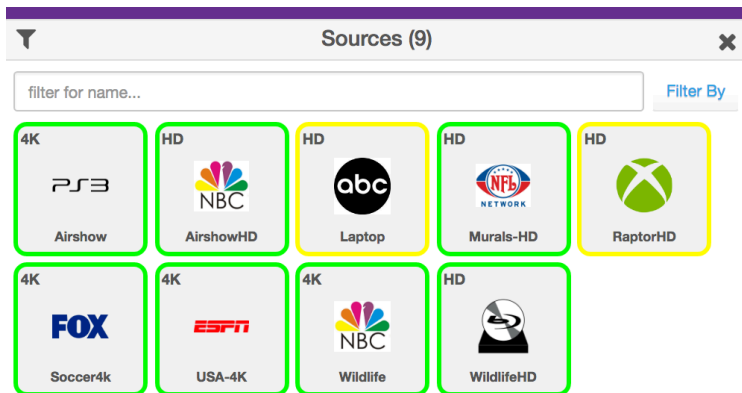 Sources (9)
filter for name...
Filter By
4K
PS3
Airshow
HD
NBC
AirshowHD
HD
abc
Laptop
HD
NFL
NETWORK
Murals-HD
HD
RaptorHD
4K
FOX
Soccer4k
4K
ESPN
USA-4K
4K
NBC
Wildlife
HD
WildlifeHD